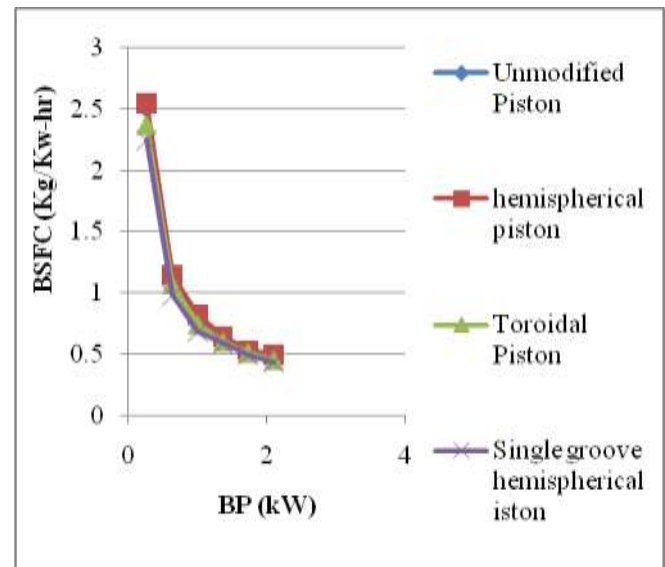 3
2.5
2
1.5
1
0.5
0
0
2
4
BSFC (Kg/Kw-hr)
BP (kW)
Unmodified
Piston
hemispherical
piston
Toroidal
Piston
Single groove
hemispherical
iston